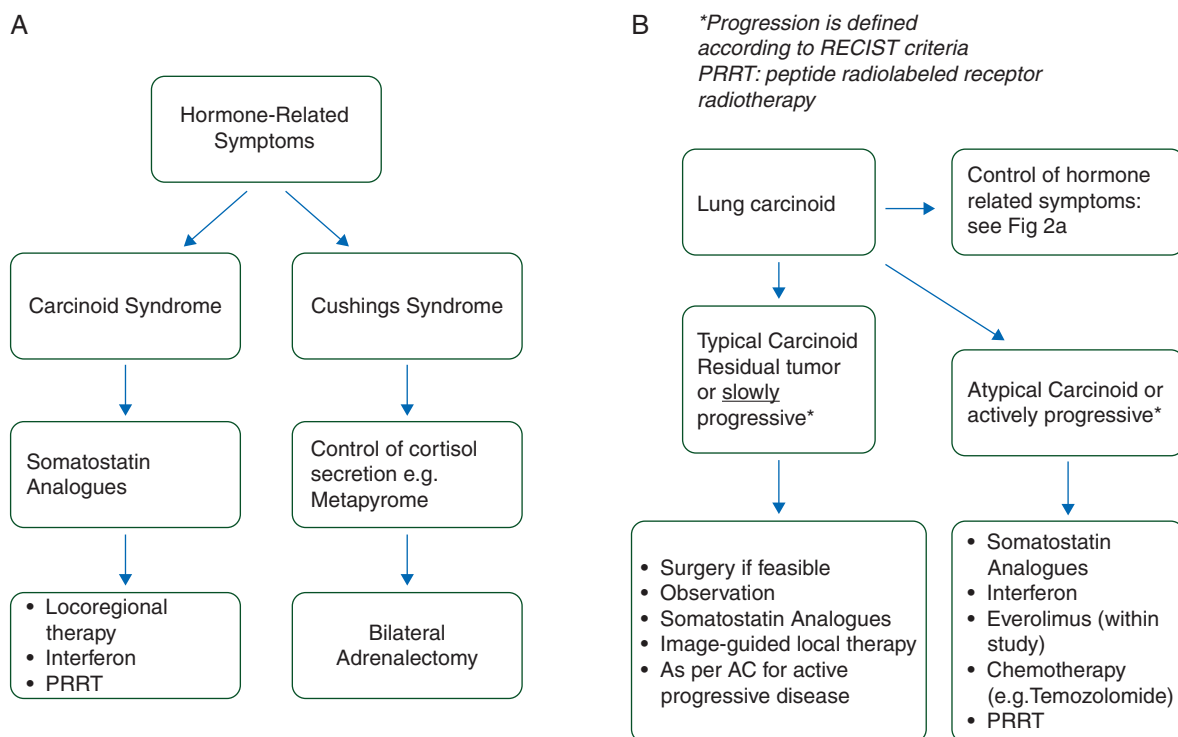 A
Hormone-Related
Symptoms
Carcinoid Syndrome
Cushings Syndrome
Somatostatin
Analogues
Control of cortisol
secretion e.g.
Metapyrome
• Locoregional
therapy
• Interferon
• PRRT
Bilateral
Adrenalectomy
B
*Progression is defined
according to RECIST criteria
PRRT: peptide radiolabeled receptor
radiotherapy
Lung carcinoid
Control of hormone
related symptoms:
see Fig 2a
Typical Carcinoid
Residual tumor
or slowly
progressive*
Atypical Carcinoid or
actively progressive*
• Surgery if feasible
• Observation
• Somatostatin Analogues
• Image-guided local therapy
• As per AC for active
progressive disease
• Somatostatin
Analogues
• Interferon
• Everolimus (within
study)
• Chemotherapy
(e.g.Temozolomide)
• PRRT